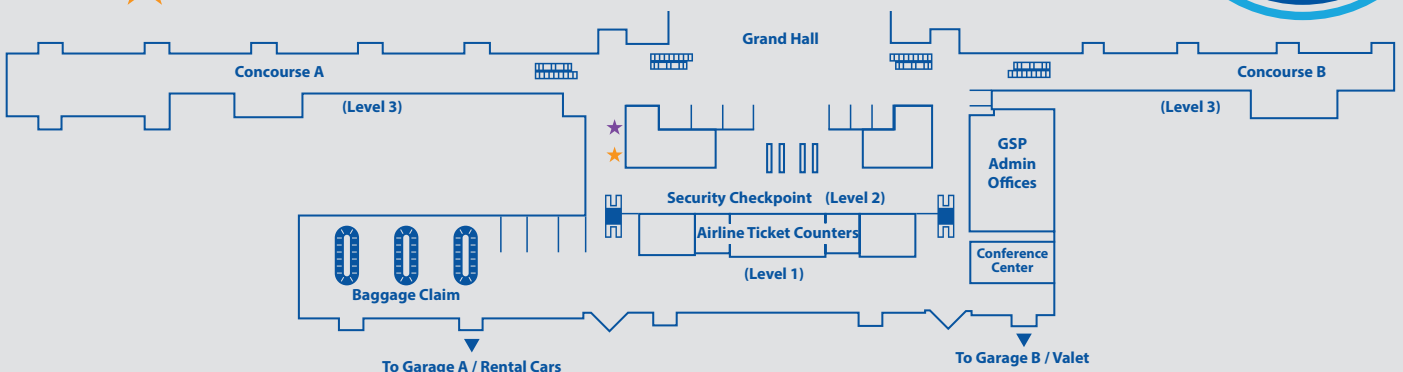 Grand Hall
Concourse A
Concourse B
(Level 3)
(Level 3)
GSP
Admin
Offices
Security Checkpoint (Level 2)
Airline Ticket Counters
Conference
Center
(Level 1)
Baggage Claim
To Garage B / Valet
To Garage A / Rental Cars